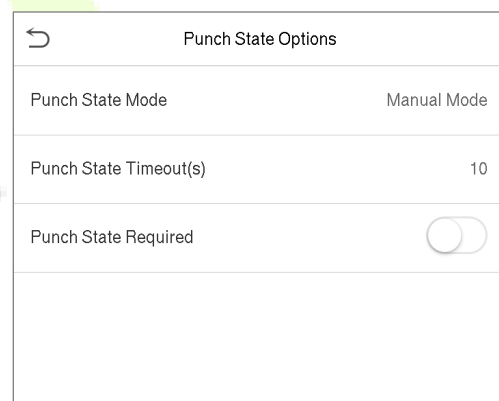 Punch State Options
Punch State Mode Manual Mode
Punch State Timeout(s) 10
Punch State Required